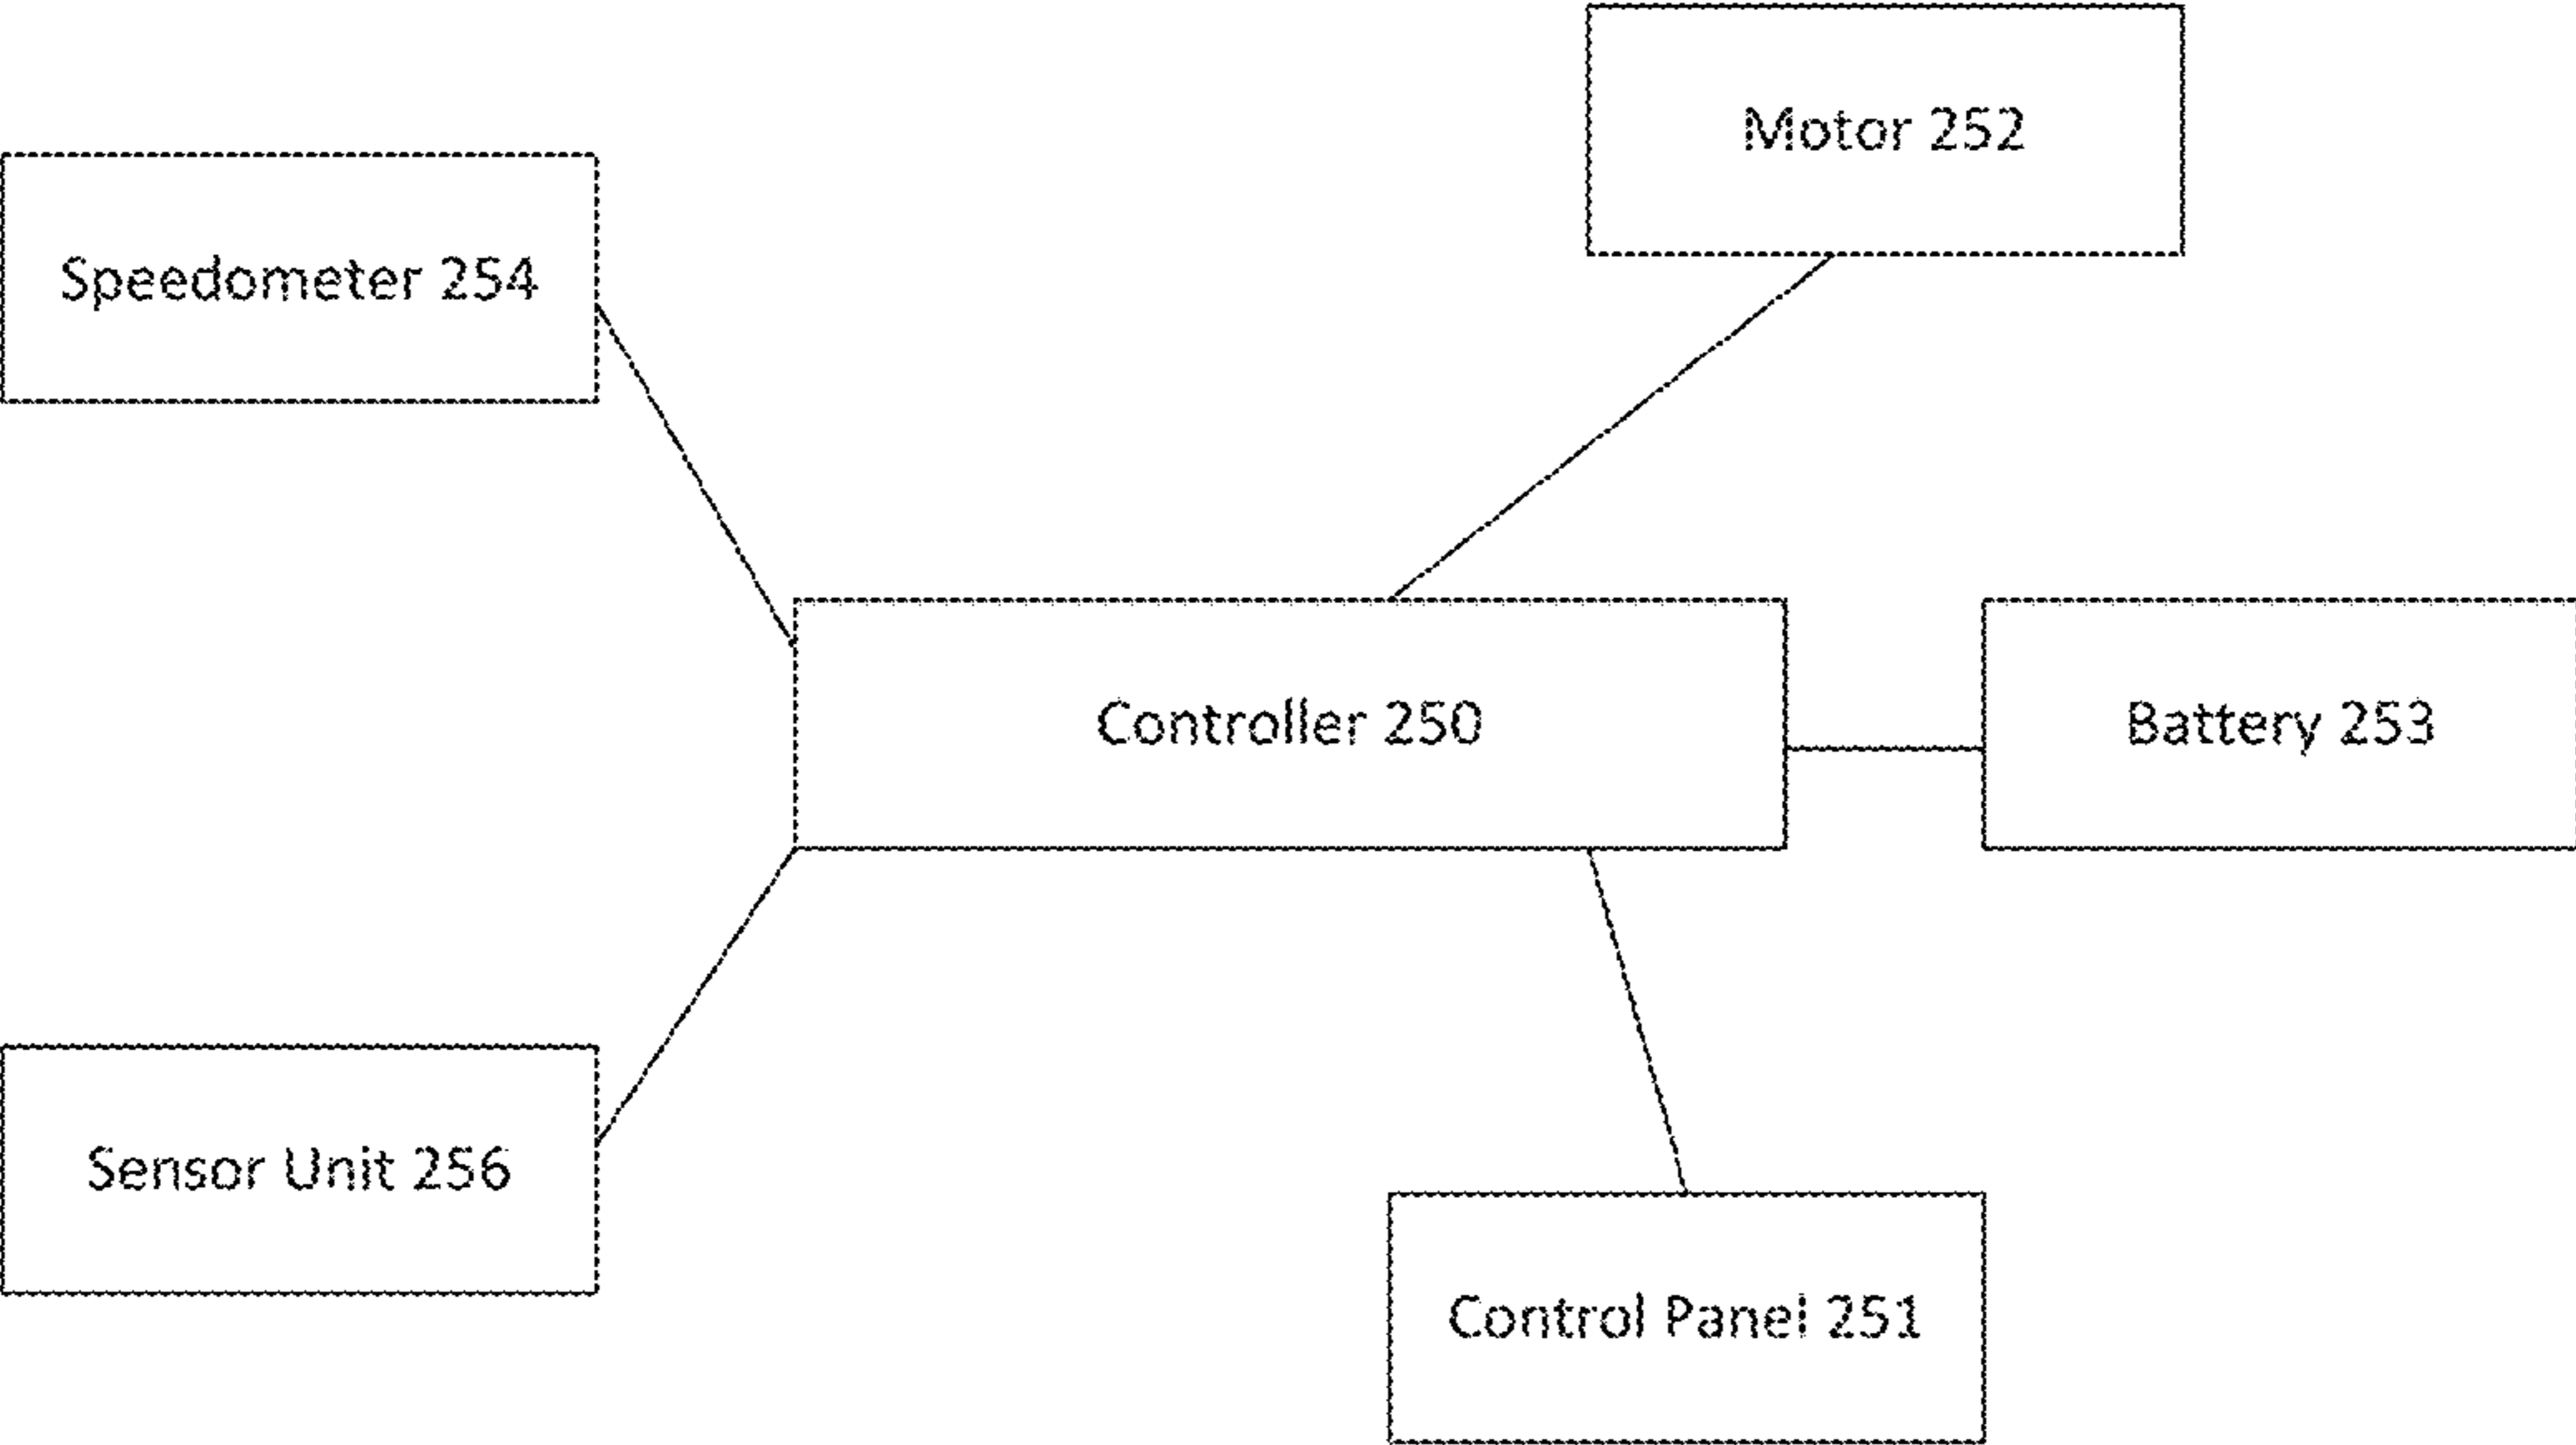 Motor 252
Speedometer 254
Controller 250
Battery 253
Sensor Unit 256
Control Panel 251